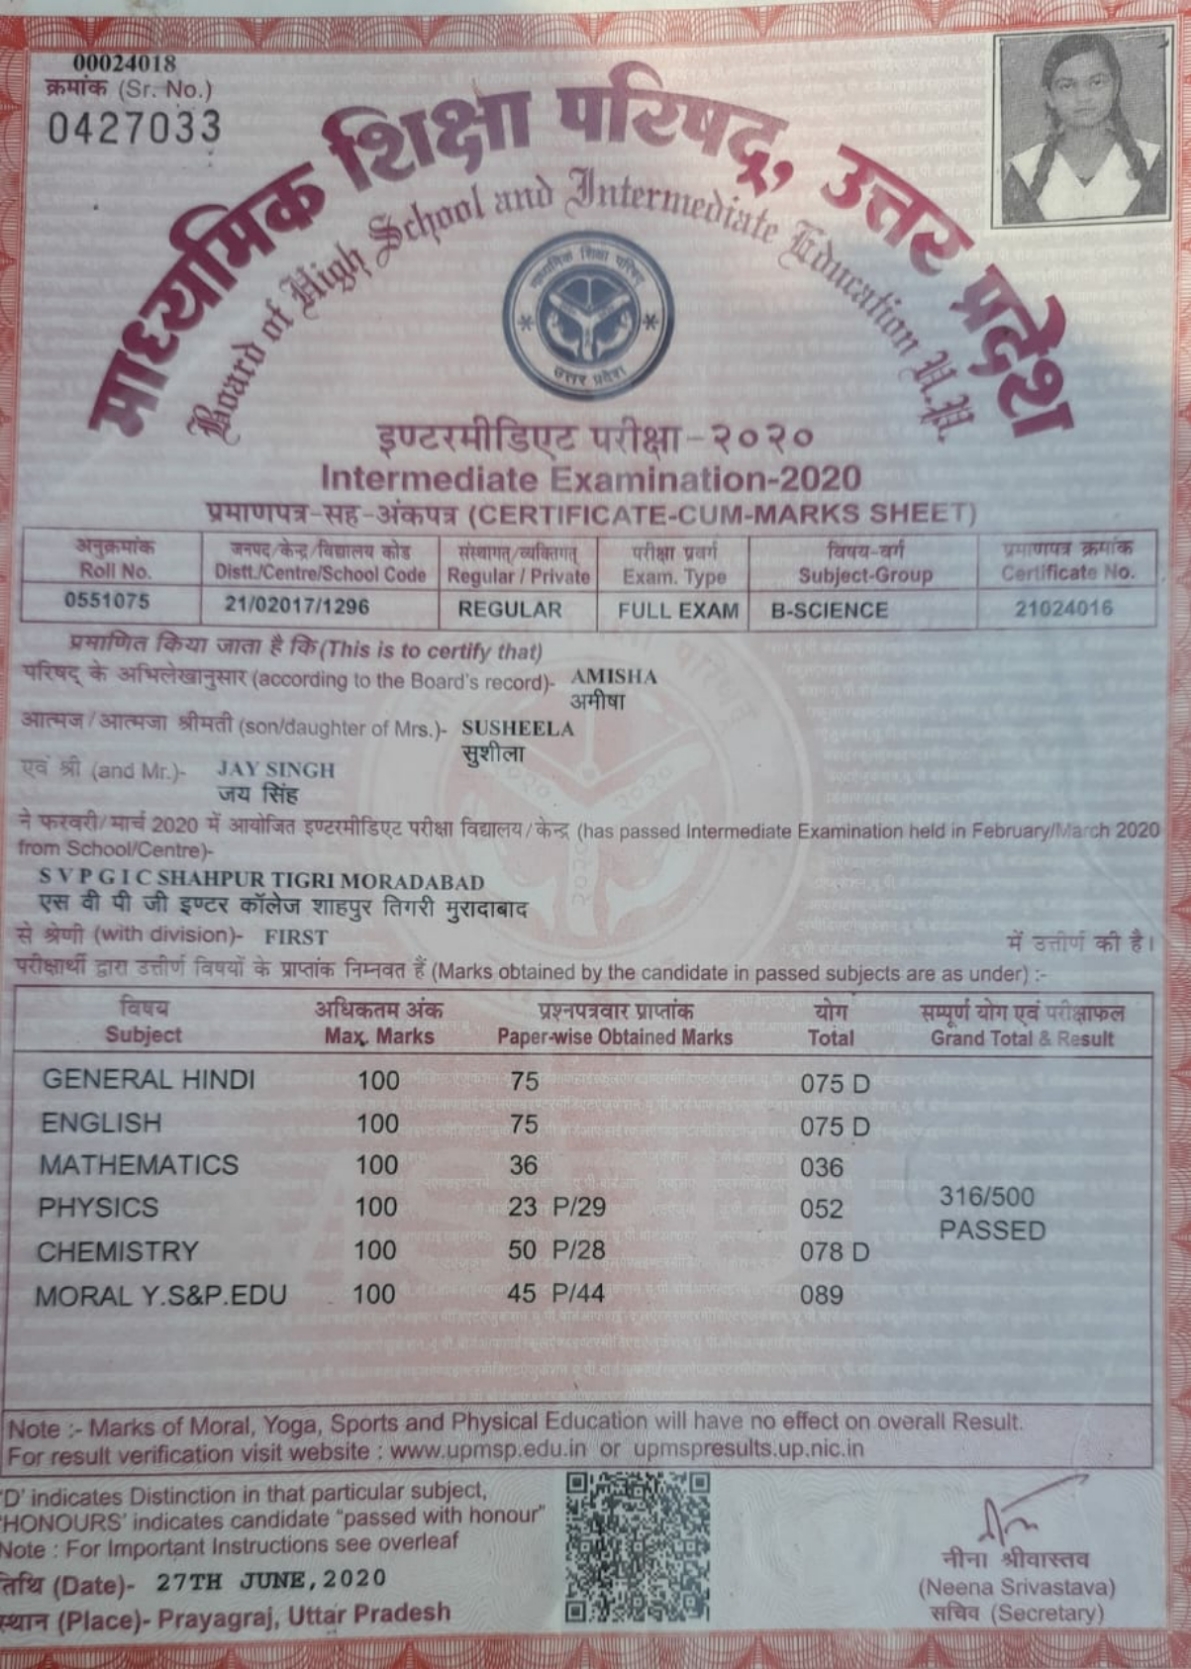 00024018
क्रमांक (Sr. No.)
0427033
माध्यमिक शिक्षा परिषद्, उत्तर प्रदेश
Board of High School and Intermediate Education U.P.
माध्यमिक शिक्षा परिषद्
उत्तर प्रदेश
इण्टरमीडिएट परीक्षा-२०२०
Intermediate Examination-2020
प्रमाणपत्र-सह-अंकपत्र (CERTIFICATE-CUM-MARKS SHEET)
अनुक्रमांक जनपद/केन्द्र/विद्यालय कोड संस्थागत/व्यक्तिगत परीक्षा प्रवर्ग विषय-वर्ग प्रमाणपत्र क्रमांक
Roll No. Distt./Centre/School Code Regular / Private Exam. Type Subject-Group Certificate No.
0551075 21/02017/1296 REGULAR FULL EXAM B-SCIENCE 21024016
प्रमाणित किया जाता है कि (This is to certify that)
परिषद् के अभिलेखानुसार (according to the Board's record)- AMISHA
अमीषा
आत्मज/आत्मजा श्रीमती (son/daughter of Mrs.)- SUSHEELA
सुशीला
एवं श्री (and Mr.)- JAY SINGH
जय सिंह
ने फरवरी/मार्च 2020 में आयोजित इण्टरमीडिएट परीक्षा विद्यालय/केन्द्र (has passed Intermediate Examination held in February/March 2020
from School/Centre)-
S V P G I C SHAHPUR TIGRI MORADABAD
एस वी पी जी इण्टर कॉलेज शाहपुर तिगरी मुरादाबाद
से श्रेणी (with division)- FIRST में उत्तीर्ण की है।
परीक्षार्थी द्वारा उत्तीर्ण विषयों के प्राप्तांक निम्नवत हैं (Marks obtained by the candidate in passed subjects are as under) :-
विषय अधिकतम अंक प्रश्नपत्रवार प्राप्तांक योग सम्पूर्ण योग एवं परीक्षाफल
Subject Max. Marks Paper-wise Obtained Marks Total Grand Total & Result
GENERAL HINDI 100 75 075 D
ENGLISH 100 75 075 D
MATHEMATICS 100 36 036
PHYSICS 100 23 P/29 052 316/500
PASSED
CHEMISTRY 100 50 P/28 078 D
MORAL Y.S&P.EDU 100 45 P/44 089
Note :- Marks of Moral, Yoga, Sports and Physical Education will have no effect on overall Result.
For result verification visit website : www.upmsp.edu.in or upmspresults.up.nic.in
'D' indicates Distinction in that particular subject,
'HONOURS' indicates candidate "passed with honour"
Note : For Important Instructions see overleaf
तिथि (Date)- 27TH JUNE, 2020
स्थान (Place)- Prayagraj, Uttar Pradesh
नीना श्रीवास्तव
(Neena Srivastava)
सचिव (Secretary)